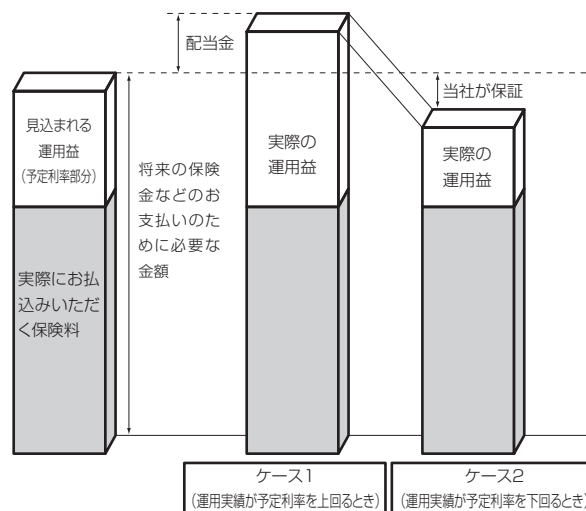 配当金
当社が保証
見込まれる
運用益
(予定利率部分)
将来の保険
金などのお
支払いのた
めに必要な
金額
実際の
運用益
実際の
運用益
実際にお払
込みいただ
く保険料
ケース1
(運用実績が予定利率を上回るとき)
ケース2
(運用実績が予定利率を下回るとき)